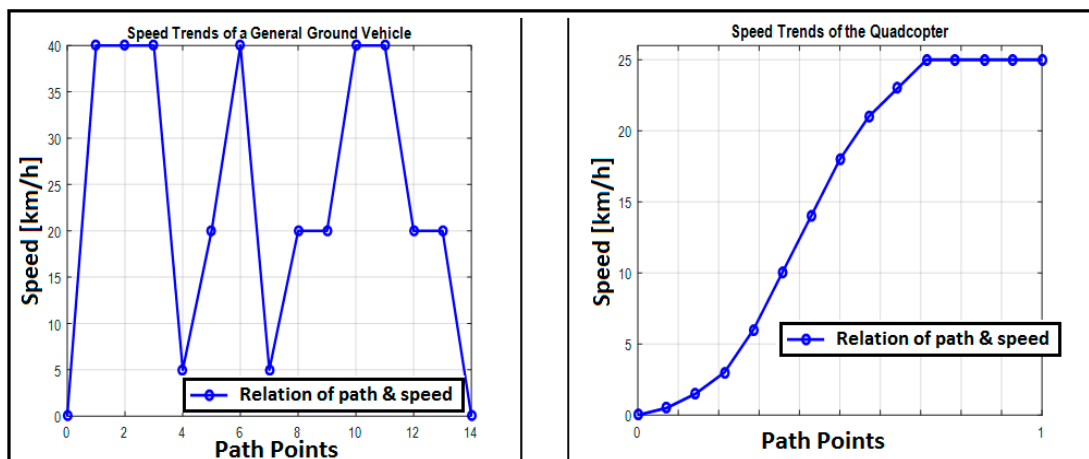 Speed Trends of a General Ground Vehicle
40
35
30
25
20
15
10
5
0
Speed [km/h]
0 2 4 6 8 10 12 14
Path Points
Relation of path & speed
Speed Trends of the Quadcopter
25
20
15
10
5
0
Speed [km/h]
0 1
Path Points
Relation of path & speed